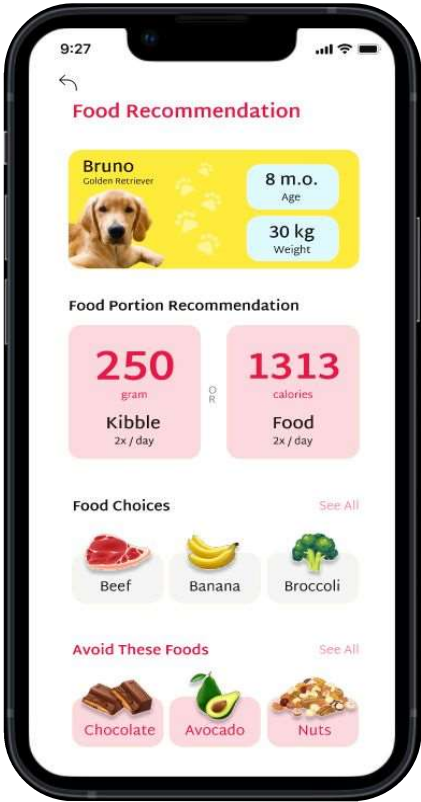 9:27
Food Recommendation
Bruno
Golden Retriever
8 m.o.
Age
30 kg
Weight
Food Portion Recommendation
250
gram
Kibble
2x / day
OR
1313
calories
Food
2x / day
Food Choices
See All
Beef
Banana
Broccoli
Avoid These Foods
See All
Chocolate
Avocado
Nuts